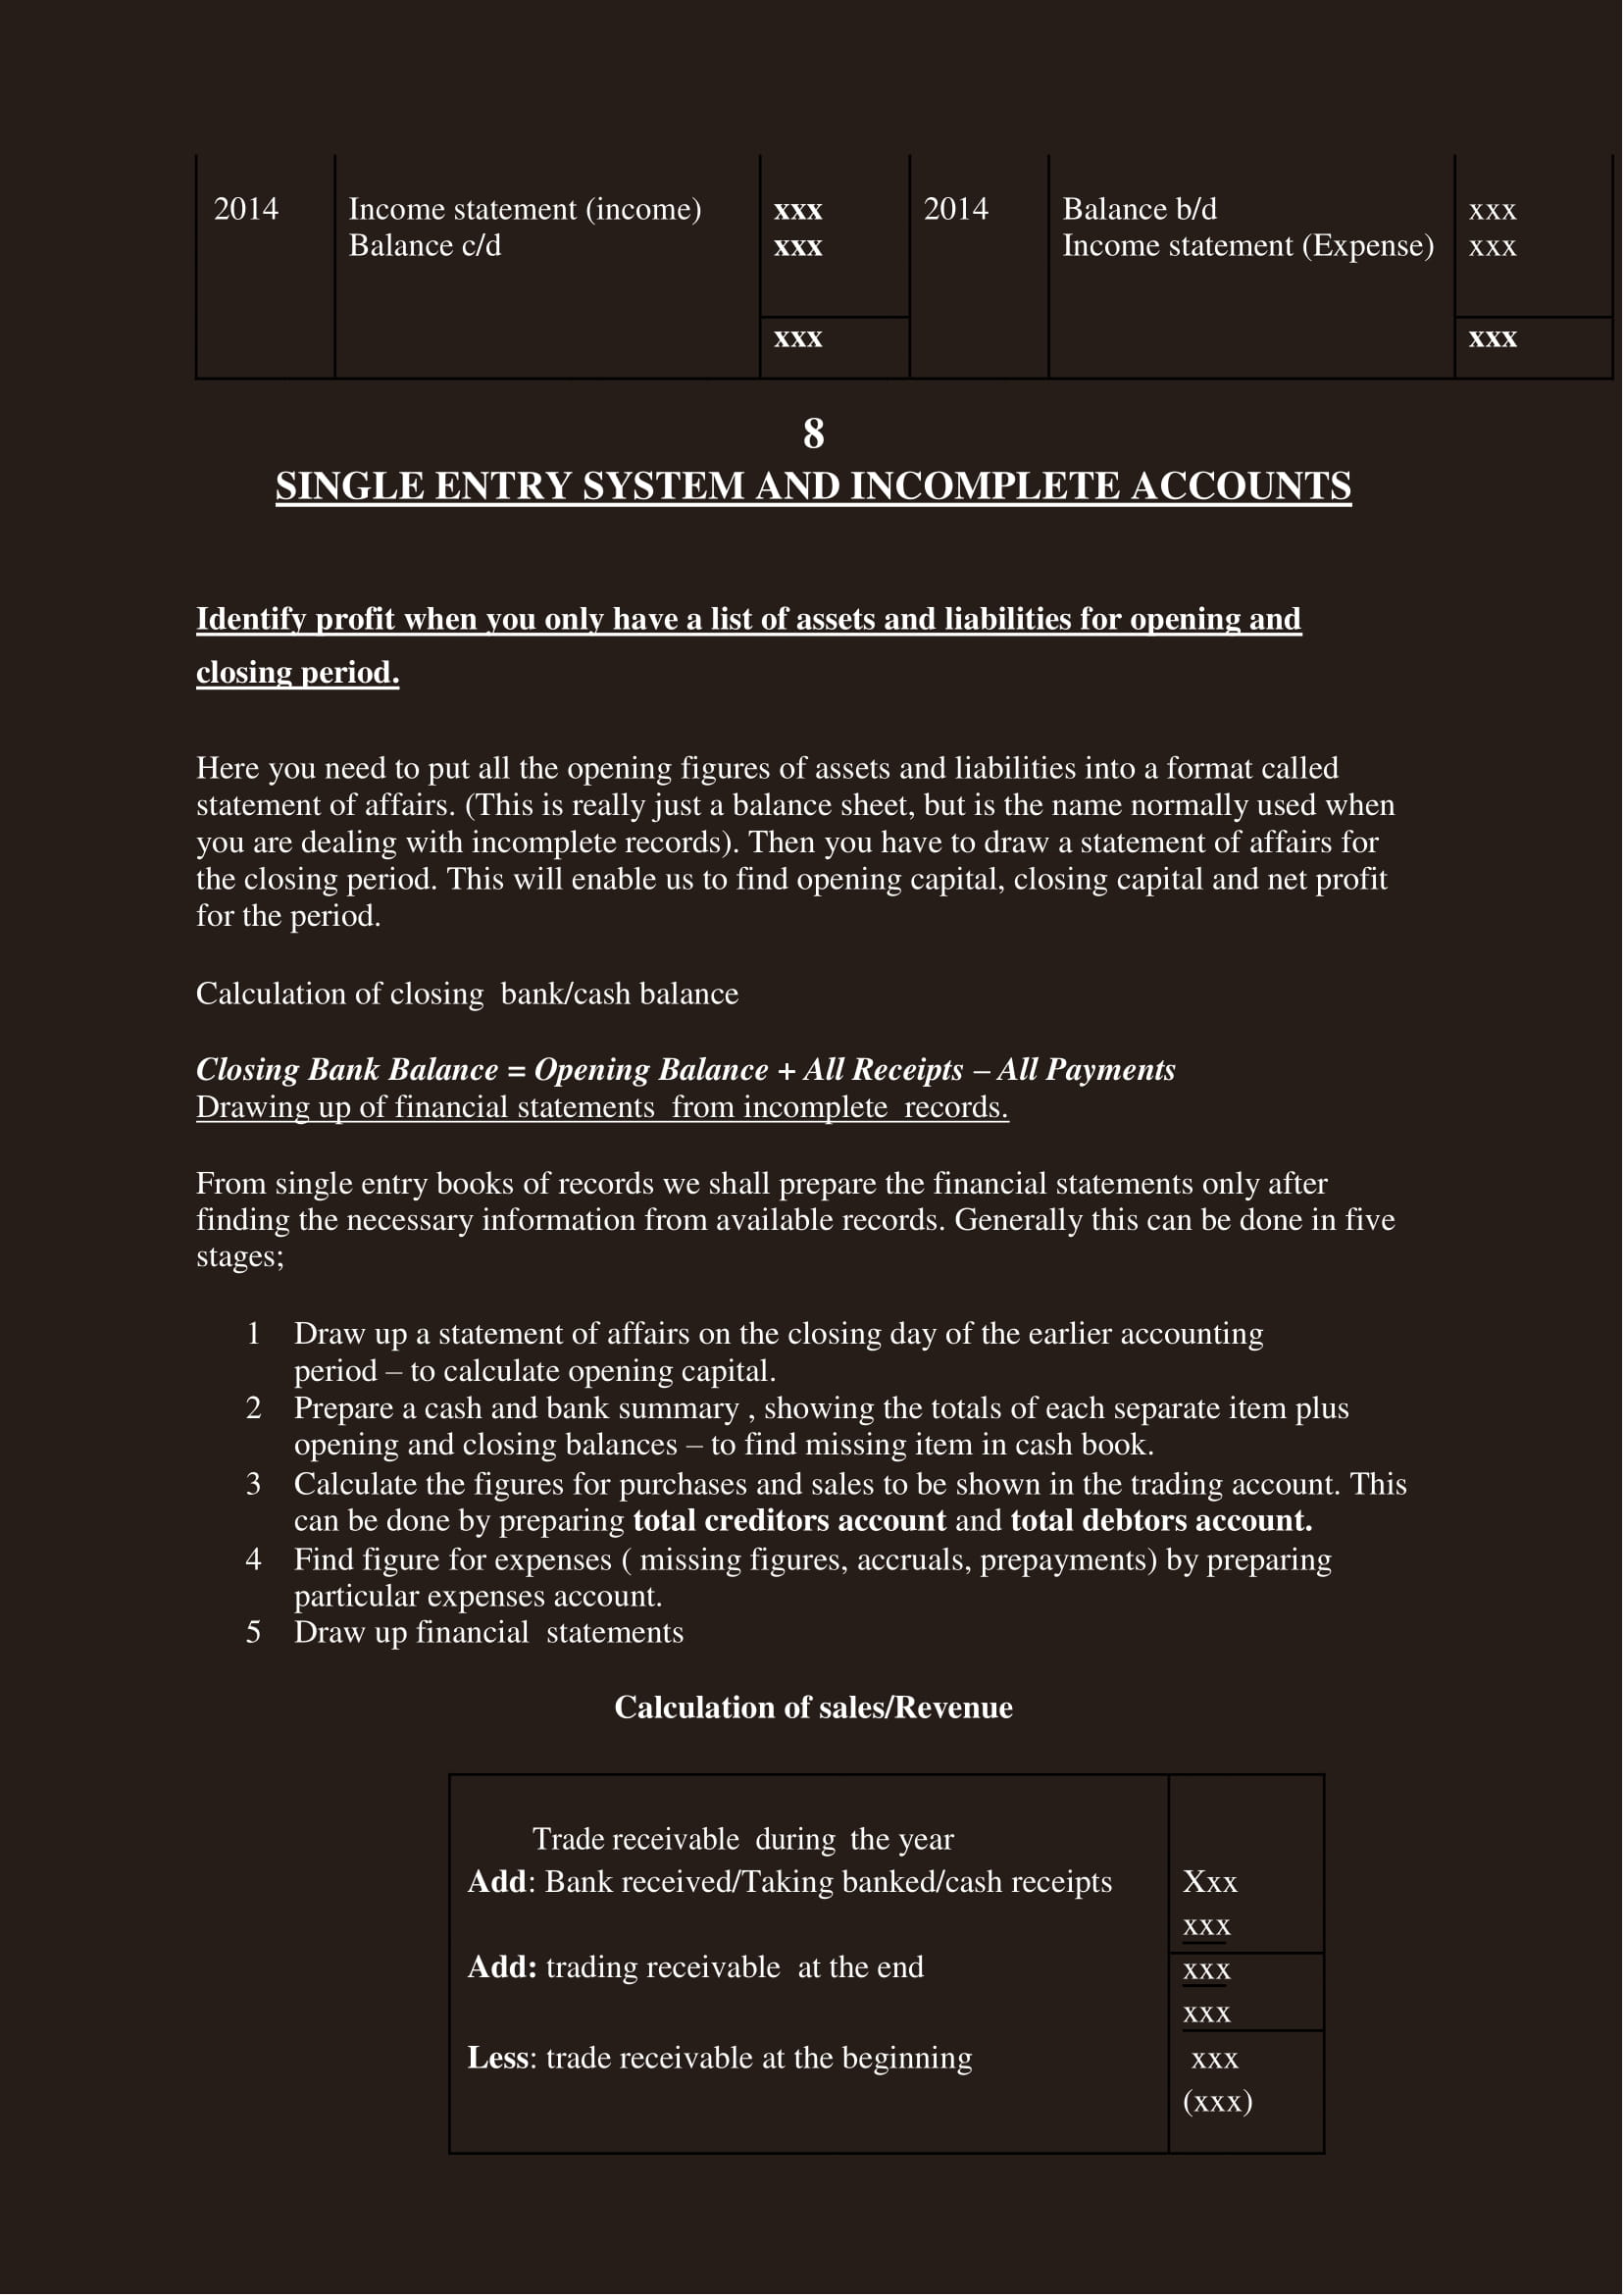 2014 Income statement (income) xxx 2014 Balance b/d xxx
Balance c/d xxx Income statement (Expense) xxx
xxx xxx
8
SINGLE ENTRY SYSTEM AND INCOMPLETE ACCOUNTS
Identify profit when you only have a list of assets and liabilities for opening and
closing period.
Here you need to put all the opening figures of assets and liabilities into a format called
statement of affairs. (This is really just a balance sheet, but is the name normally used when
you are dealing with incomplete records). Then you have to draw a statement of affairs for
the closing period. This will enable us to find opening capital, closing capital and net profit
for the period.
Calculation of closing bank/cash balance
Closing Bank Balance = Opening Balance + All Receipts – All Payments
Drawing up of financial statements from incomplete records.
From single entry books of records we shall prepare the financial statements only after
finding the necessary information from available records. Generally this can be done in five
stages;
1 Draw up a statement of affairs on the closing day of the earlier accounting
period – to calculate opening capital.
2 Prepare a cash and bank summary , showing the totals of each separate item plus
opening and closing balances – to find missing item in cash book.
3 Calculate the figures for purchases and sales to be shown in the trading account. This
can be done by preparing total creditors account and total debtors account.
4 Find figure for expenses ( missing figures, accruals, prepayments) by preparing
particular expenses account.
5 Draw up financial statements
Calculation of sales/Revenue
Trade receivable during the year
Add: Bank received/Taking banked/cash receipts Xxx
xxx
Add: trading receivable at the end xxx
xxx
Less: trade receivable at the beginning xxx
(xxx)